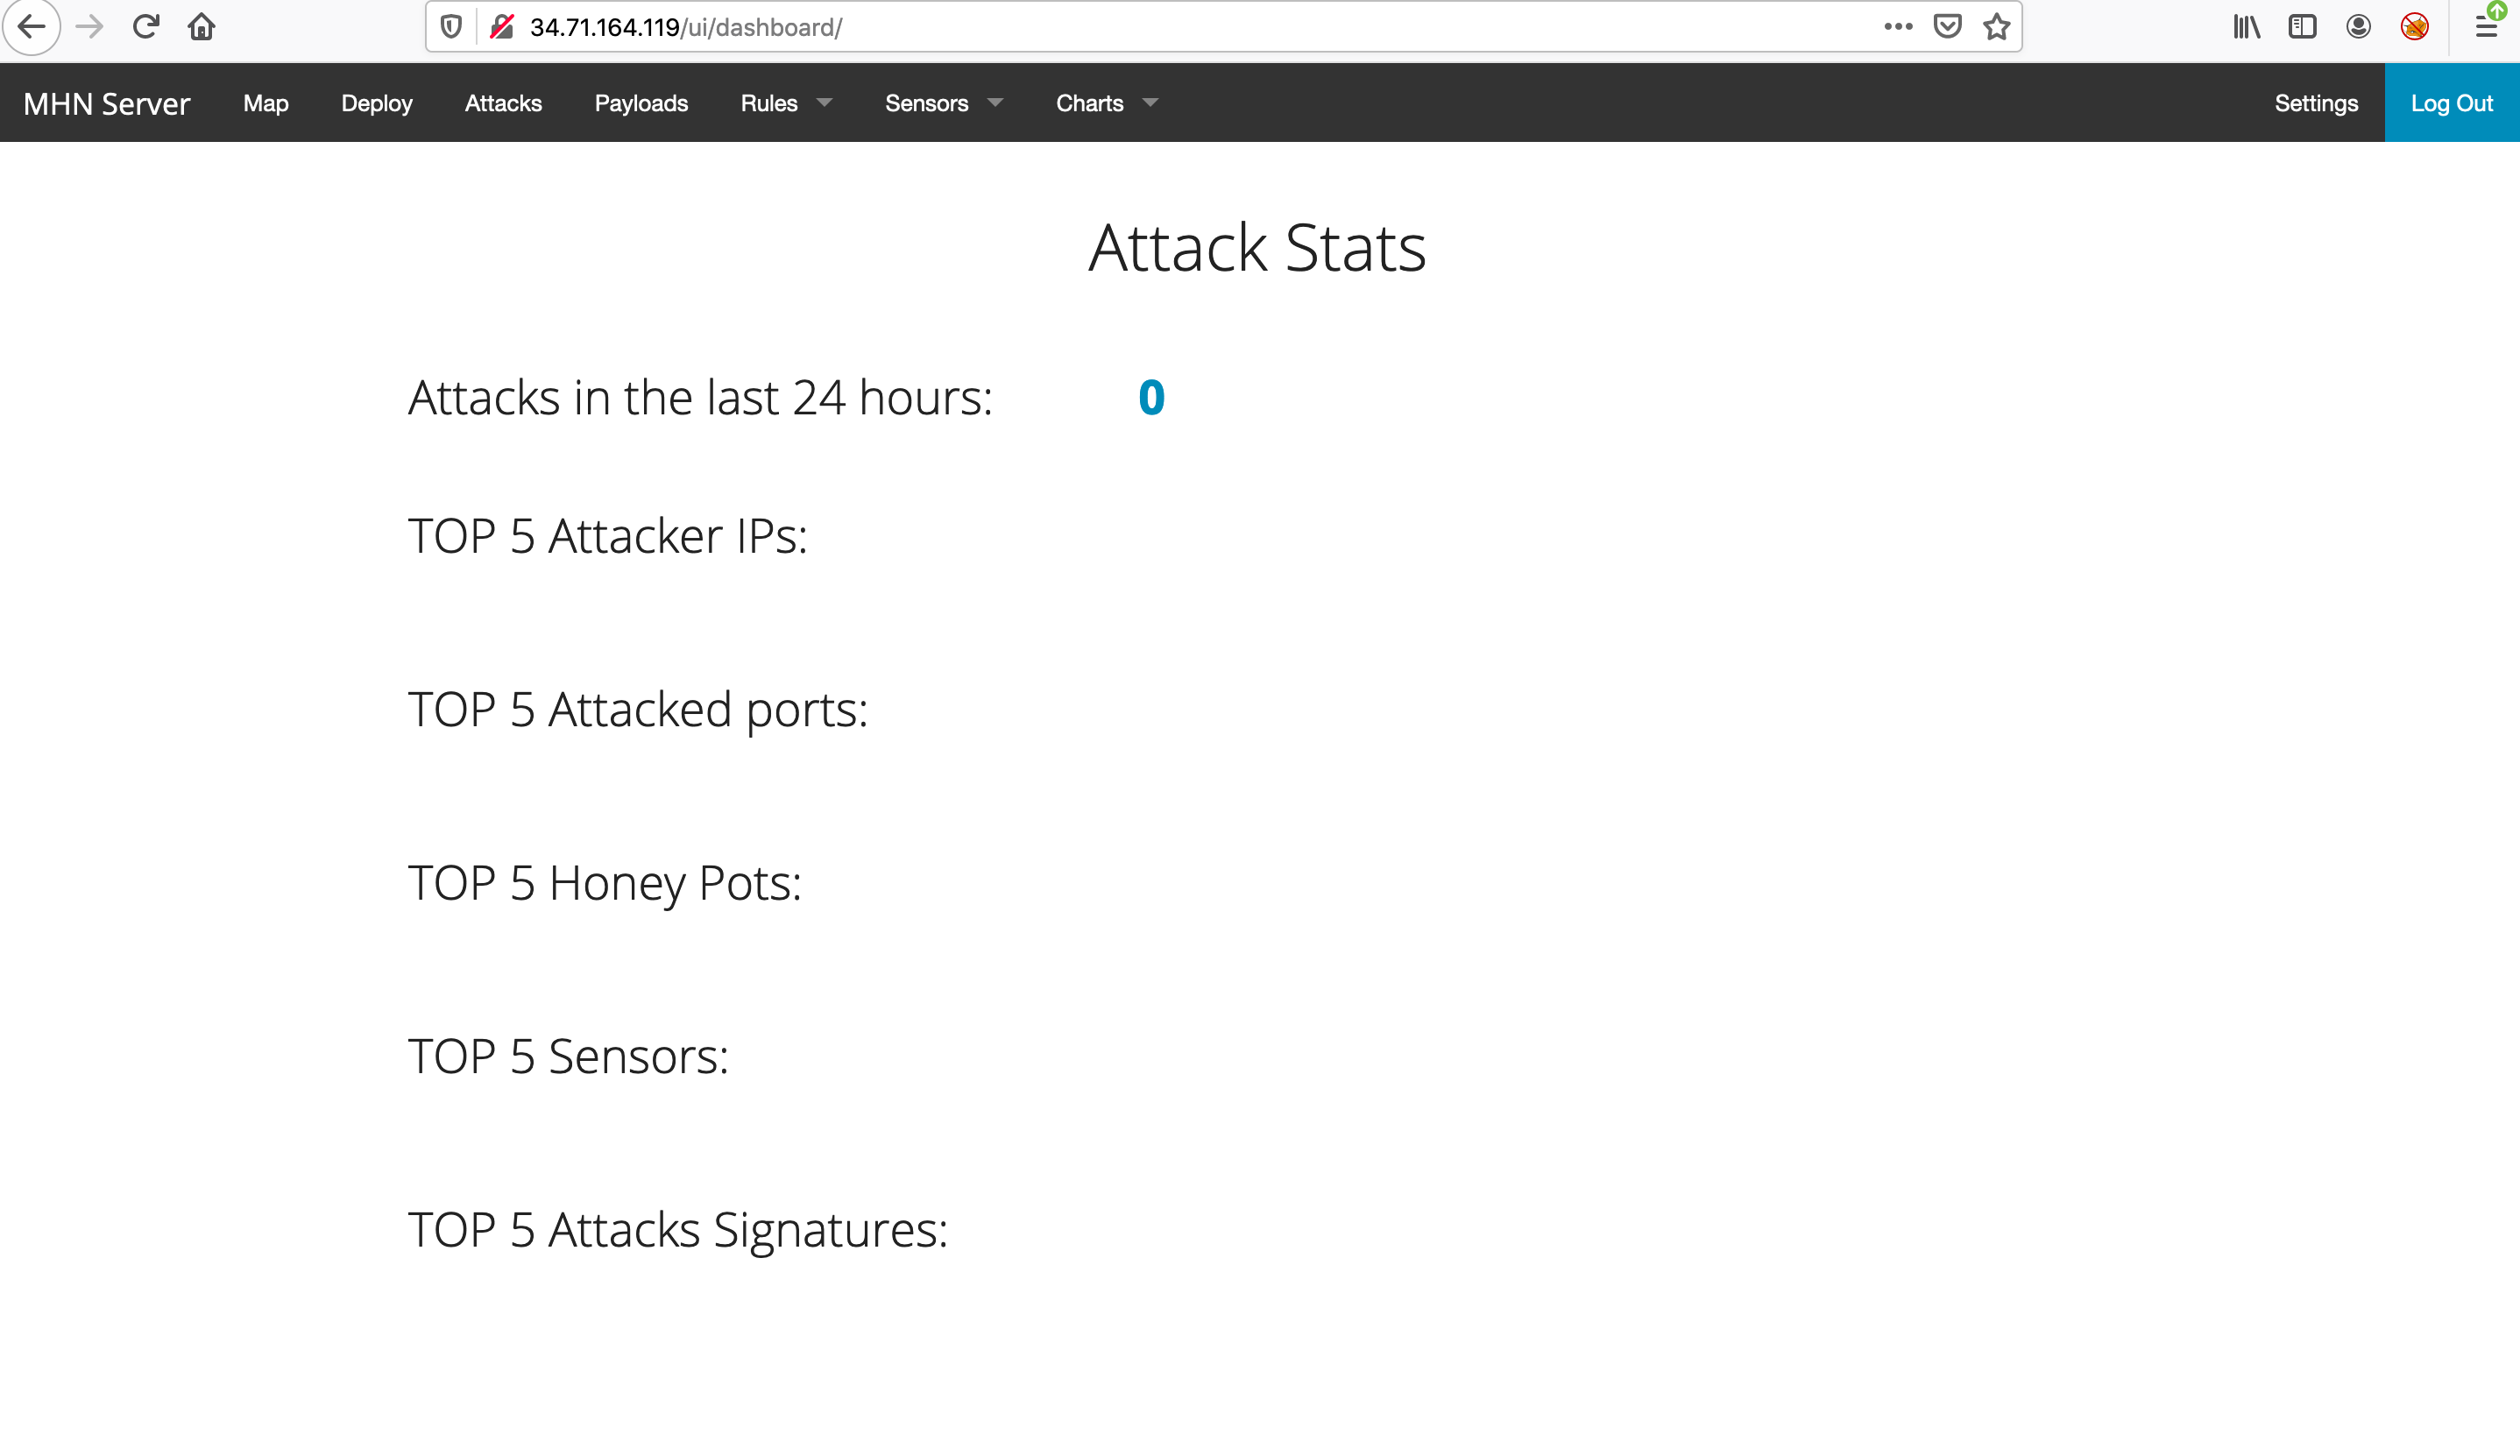 34.71.164.119/ui/dashboard/
MHN Server Map Deploy Attacks Payloads Rules Sensors Charts Settings Log Out
Attack Stats
Attacks in the last 24 hours: 0
TOP 5 Attacker IPs:
TOP 5 Attacked ports:
TOP 5 Honey Pots:
TOP 5 Sensors:
TOP 5 Attacks Signatures: